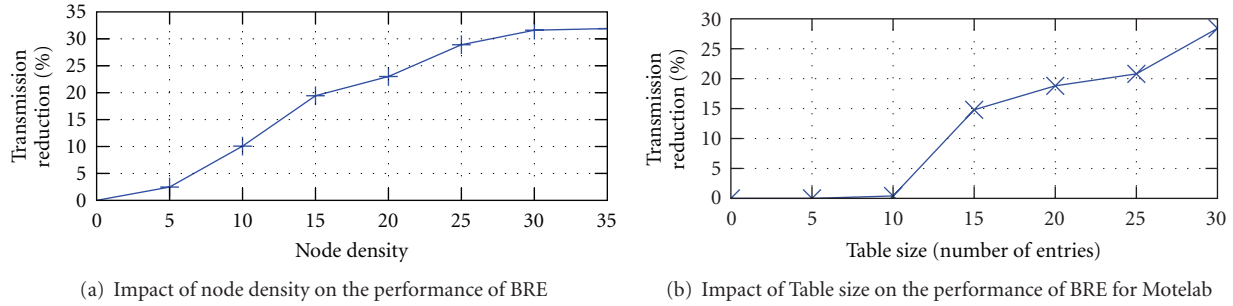 35
30
25
20
15
10
5
0
Transmission
reduction (%)
0 5 10 15 20 25 30 35
Node density
(a) Impact of node density on the performance of BRE
30
25
20
15
10
5
0
Transmission
reduction (%)
0 5 10 15 20 25 30
Table size (number of entries)
(b) Impact of Table size on the performance of BRE for Motelab